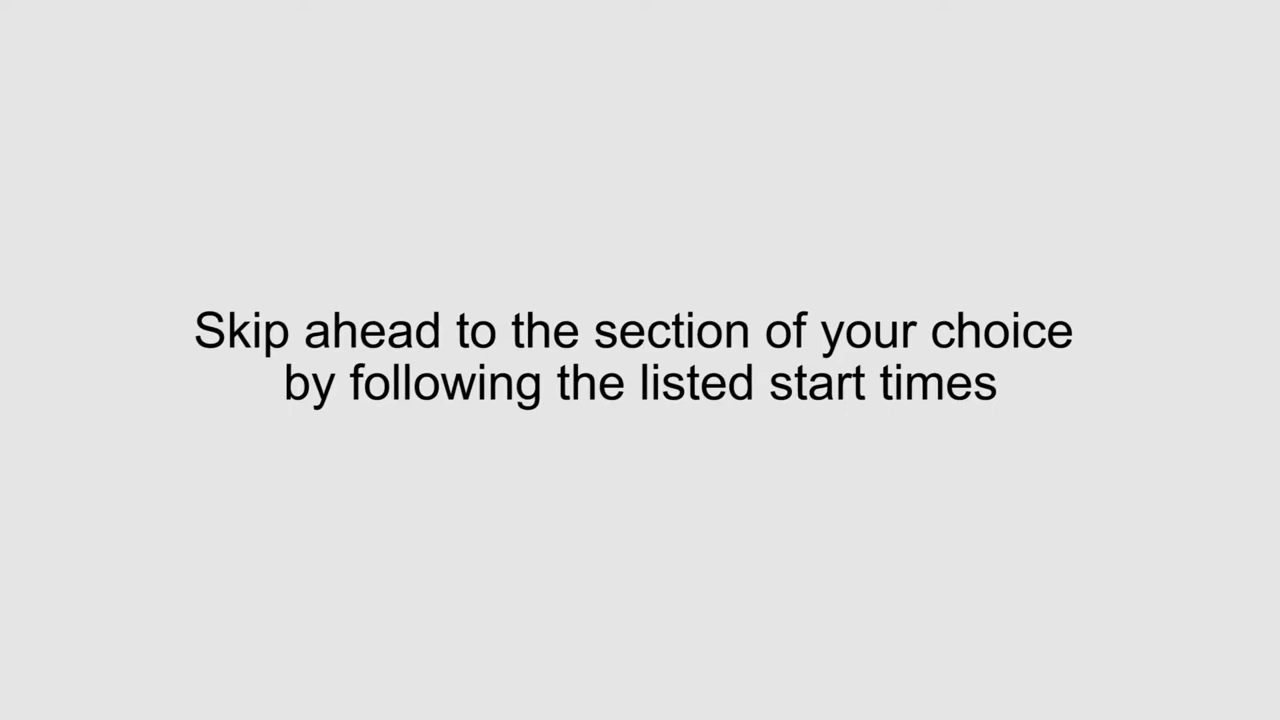 Skip ahead to the section of your choice
by following the listed start times